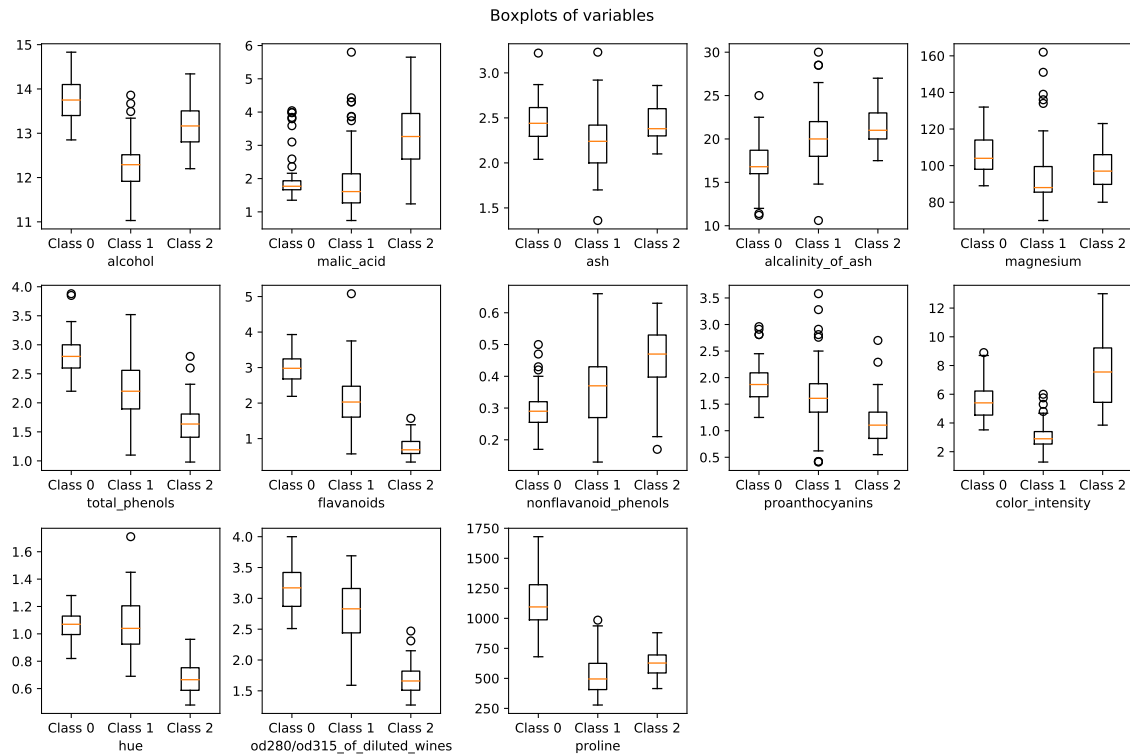 Boxplots of variables
15
14
13
12
11
Class 0 Class 1 Class 2
alcohol
6
5
4
3
2
1
Class 0 Class 1 Class 2
malic_acid
3.0
2.5
2.0
1.5
Class 0 Class 1 Class 2
ash
30
25
20
15
10
Class 0 Class 1 Class 2
alcalinity_of_ash
160
140
120
100
80
Class 0 Class 1 Class 2
magnesium
4.0
3.5
3.0
2.5
2.0
1.5
1.0
Class 0 Class 1 Class 2
total_phenols
5
4
3
2
1
Class 0 Class 1 Class 2
flavanoids
0.6
0.5
0.4
0.3
0.2
Class 0 Class 1 Class 2
nonflavanoid_phenols
3.5
3.0
2.5
2.0
1.5
1.0
0.5
Class 0 Class 1 Class 2
proanthocyanins
12
10
8
6
4
2
Class 0 Class 1 Class 2
color_intensity
1.6
1.4
1.2
1.0
0.8
0.6
Class 0 Class 1 Class 2
hue
4.0
3.5
3.0
2.5
2.0
1.5
Class 0 Class 1 Class 2
od280/od315_of_diluted_wines
1750
1500
1250
1000
750
500
250
Class 0 Class 1 Class 2
proline